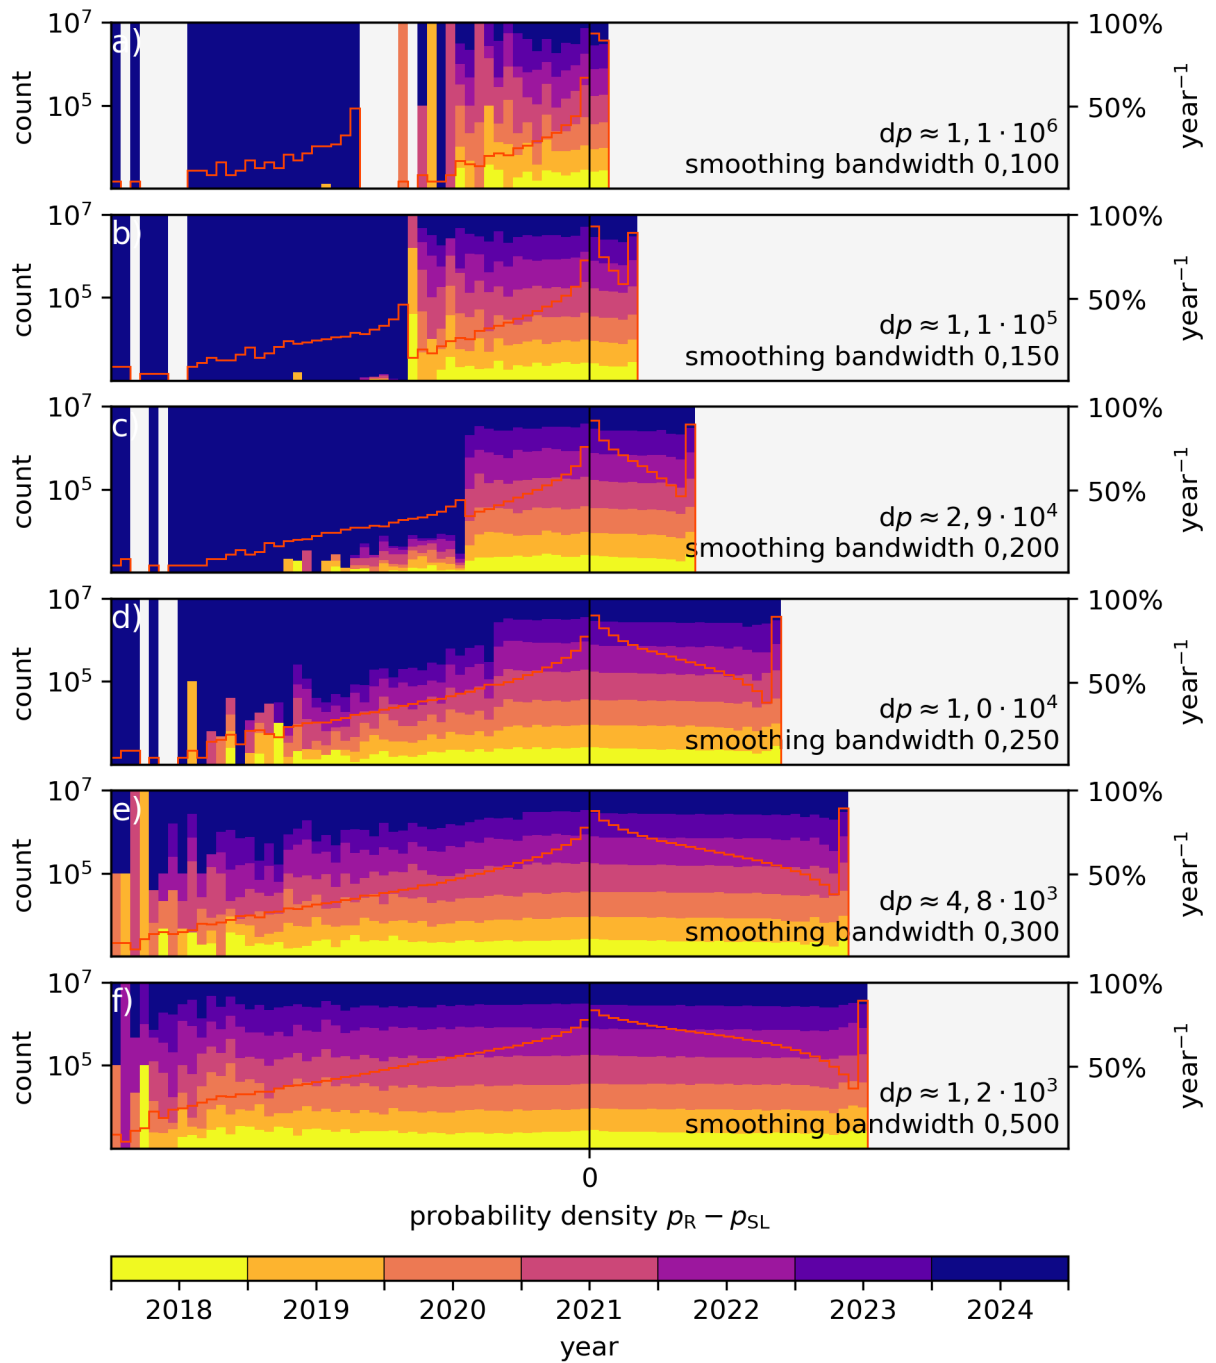 a)
10⁷
10⁵
count
100%
50%
year⁻¹
dp ≈ 1, 1 · 10⁶
smoothing bandwidth 0,100
b)
10⁷
10⁵
count
100%
50%
year⁻¹
dp ≈ 1, 1 · 10⁵
smoothing bandwidth 0,150
c)
10⁷
10⁵
count
100%
50%
year⁻¹
dp ≈ 2, 9 · 10⁴
smoothing bandwidth 0,200
d)
10⁷
10⁵
count
100%
50%
year⁻¹
dp ≈ 1, 0 · 10⁴
smoothing bandwidth 0,250
e)
10⁷
10⁵
count
100%
50%
year⁻¹
dp ≈ 4, 8 · 10³
smoothing bandwidth 0,300
f)
10⁷
10⁵
count
100%
50%
year⁻¹
dp ≈ 1, 2 · 10³
smoothing bandwidth 0,500
0
probability density p_R − p_SL
2018 2019 2020 2021 2022 2023 2024
year